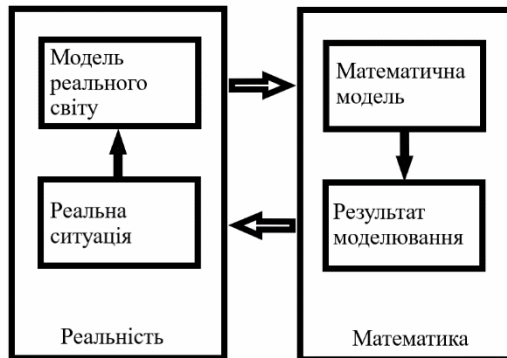 Модель
реального
світу
Реальна
ситуація
Реальність
Математична
модель
Результат
моделювання
Математика